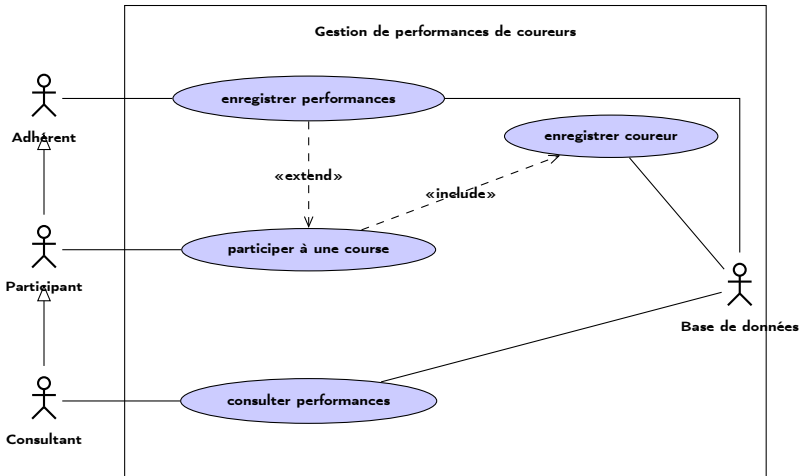 Gestion de performances de coureurs
enregistrer performances
Adhérent
enregistrer coureur
«extend»
«include»
participer à une course
Participant
Base de données
consulter performances
Consultant